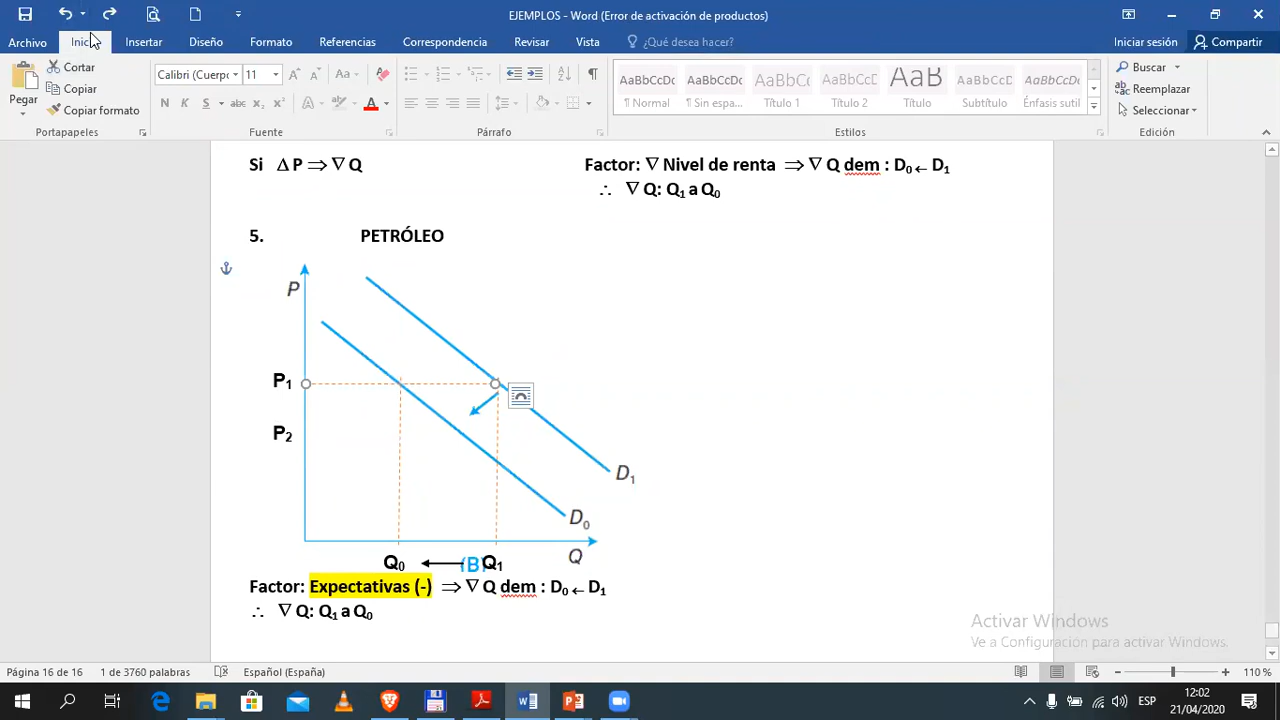 EJEMPLOS - Word (Error de activación de productos)
Archivo Inicio Insertar Diseño Formato Referencias Correspondencia Revisar Vista ¿Qué desea hacer? Iniciar sesión Compartir
Pegar Cortar Copiar Copiar formato
Calibri (Cuerpo 11
AaBbCcDc AaBbCcDc AaBbCc AaBbCcD AaB AaBbCcD AaBbCcDc
¶ Normal ¶ Sin espa... Título 1 Título 2 Título Subtítulo Énfasis sutil
Buscar Reemplazar Seleccionar
Portapapeles Fuente Párrafo Estilos Edición
Si Δ P ⇒ ∇ Q
Factor: ∇ Nivel de renta ⇒ ∇ Q dem : D₀ ← D₁
∴ ∇ Q: Q₁ a Q₀
5. PETRÓLEO
P
P₁
P₂
D₁
D₀
Q₀ (B) Q₁ Q
Factor: Expectativas (-) ⇒ ∇ Q dem : D₀ ← D₁
∴ ∇ Q: Q₁ a Q₀
Activar Windows
Ve a Configuración para activar Windows.
Página 16 de 16 1 de 3760 palabras Español (España) 110 %
ESP 12:02
21/04/2020